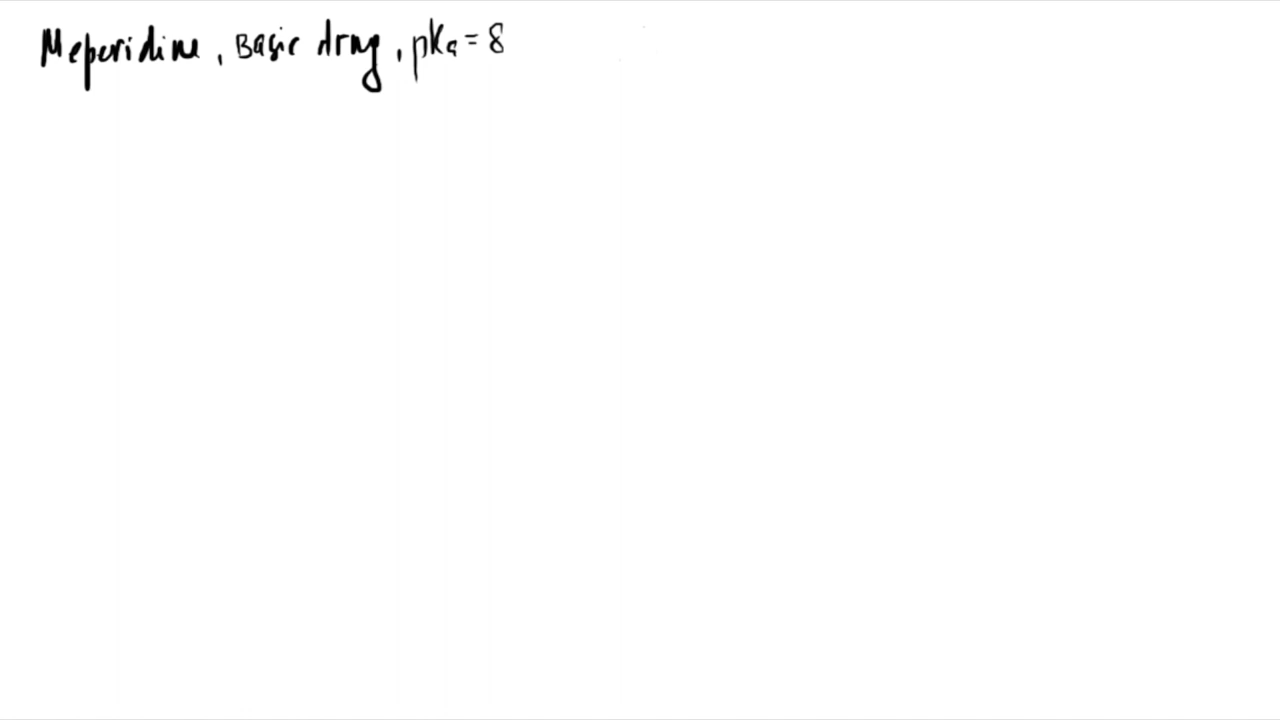 Meperidine, Basic drug, pKa = 8